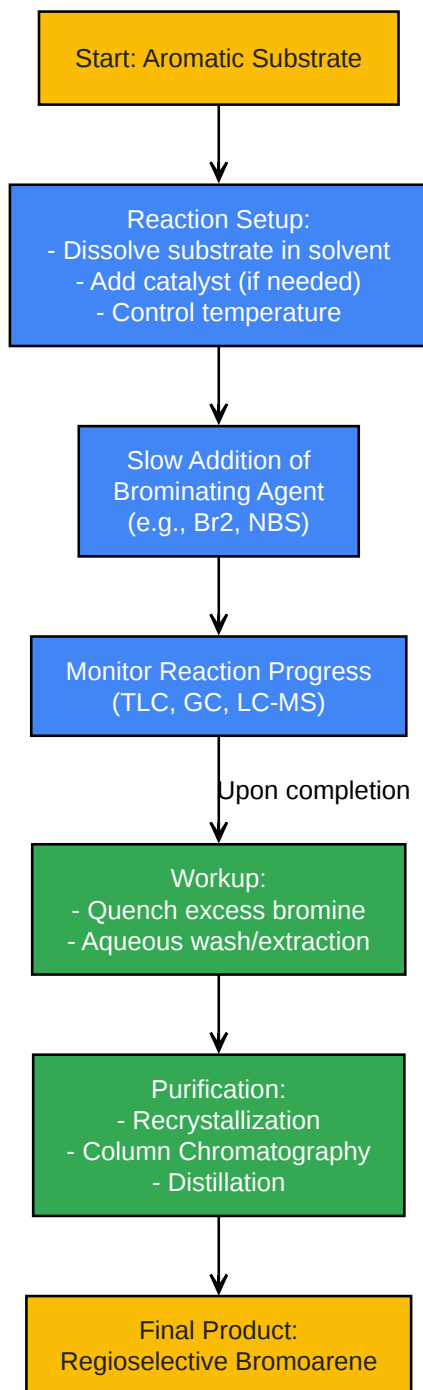 Start: Aromatic Substrate
Reaction Setup:
- Dissolve substrate in solvent
- Add catalyst (if needed)
- Control temperature
Slow Addition of
Brominating Agent
(e.g., Br2, NBS)
Monitor Reaction Progress
(TLC, GC, LC-MS)
Upon completion
Workup:
- Quench excess bromine
- Aqueous wash/extraction
Purification:
- Recrystallization
- Column Chromatography
- Distillation
Final Product:
Regioselective Bromoarene